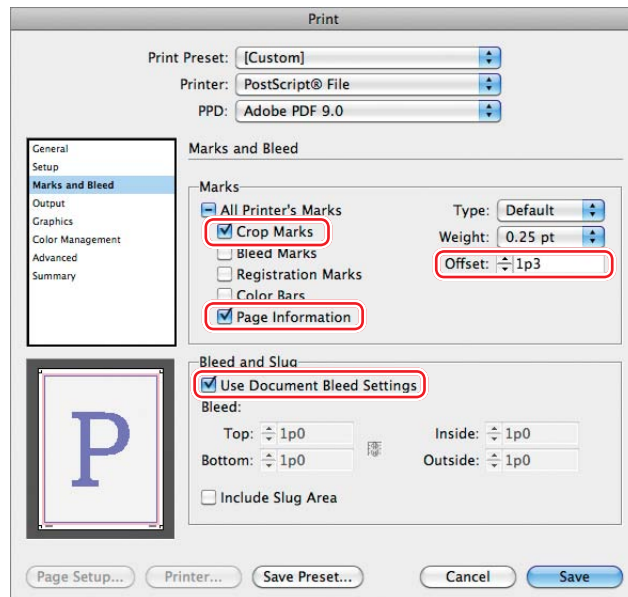 Print
Print Preset: [Custom]
Printer: PostScript® File
PPD: Adobe PDF 9.0
General
Setup
Marks and Bleed
Output
Graphics
Color Management
Advanced
Summary
Marks and Bleed
Marks
All Printer's Marks
Crop Marks
Bleed Marks
Registration Marks
Color Bars
Page Information
Type: Default
Weight: 0.25 pt
Offset: 1p3
P
Bleed and Slug
Use Document Bleed Settings
Bleed:
Top: 1p0 Inside: 1p0
Bottom: 1p0 Outside: 1p0
Include Slug Area
Page Setup... Printer... Save Preset... Cancel Save